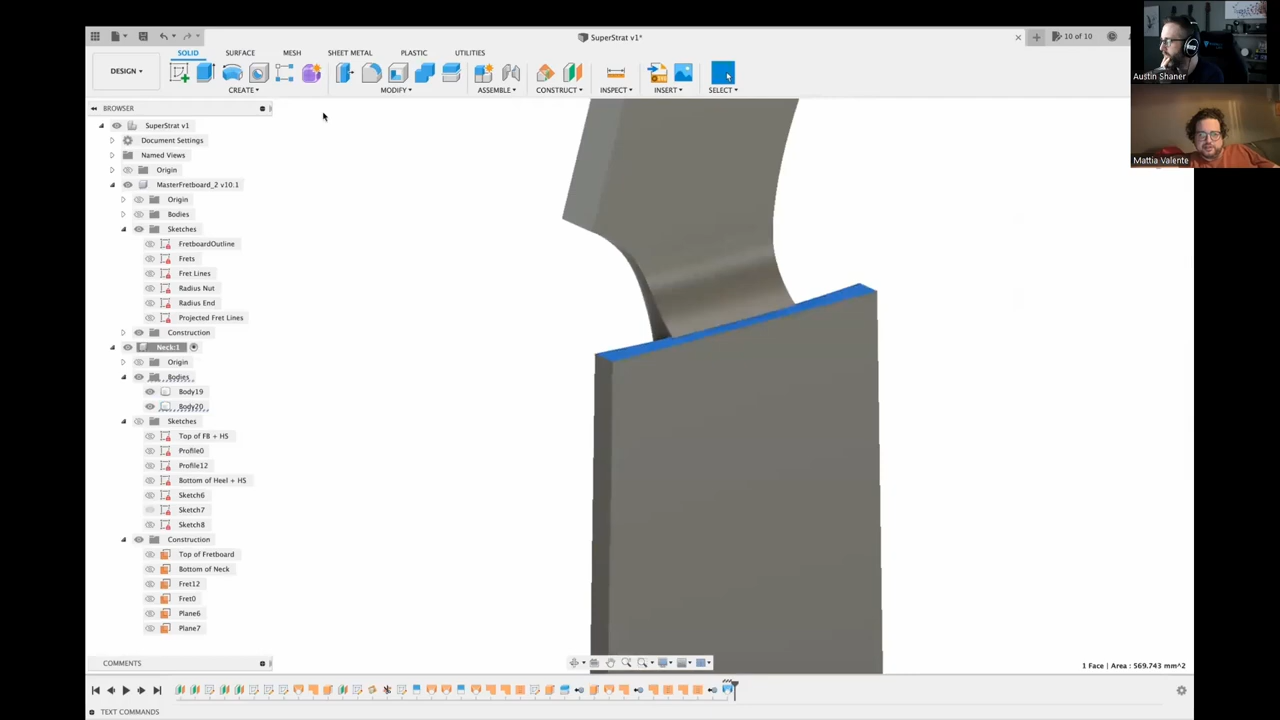 SuperStrat v1*
10 of 10
SOLID
SURFACE
MESH
SHEET METAL
PLASTIC
UTILITIES
DESIGN
CREATE
MODIFY
ASSEMBLE
CONSTRUCT
INSPECT
INSERT
SELECT
Austin Shaner
Mattia Valente
BROWSER
SuperStrat v1
Document Settings
Named Views
Origin
MasterFretboard_2 v10:1
Origin
Bodies
Sketches
FretboardOutline
Frets
Fret Lines
Radius Nut
Radius End
Projected Fret Lines
Construction
Neck:1
Origin
Bodies
Body19
Body20
Sketches
Top of FB + HS
Profile0
Profile12
Bottom of Heel + HS
Sketch6
Sketch7
Sketch8
Construction
Top of Fretboard
Bottom of Neck
Fret12
Fret0
Plane6
Plane7
COMMENTS
1 Face | Area : 569.743 mm^2
TEXT COMMANDS